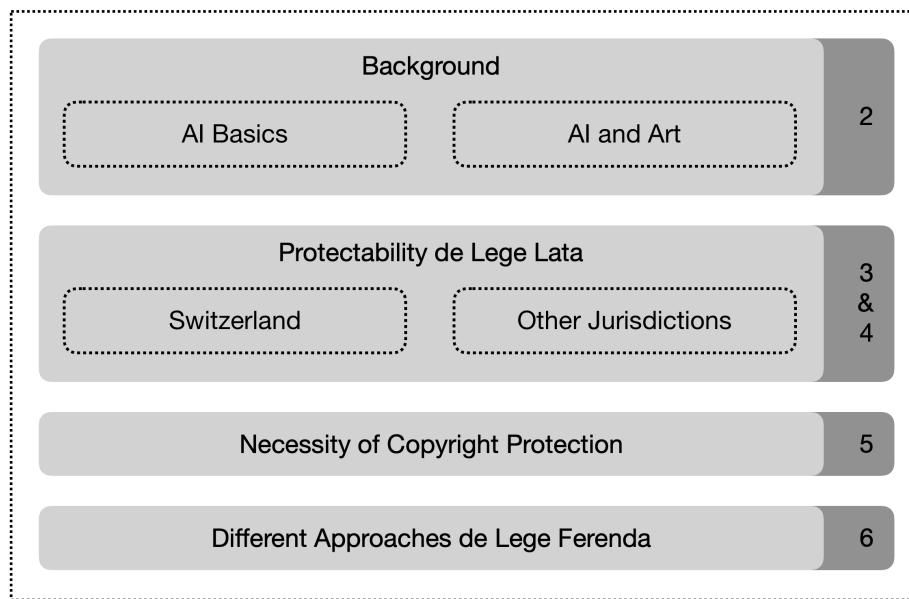 Background
2
AI Basics
AI and Art
Protectability de Lege Lata
3
&
4
Switzerland
Other Jurisdictions
Necessity of Copyright Protection
5
Different Approaches de Lege Ferenda
6